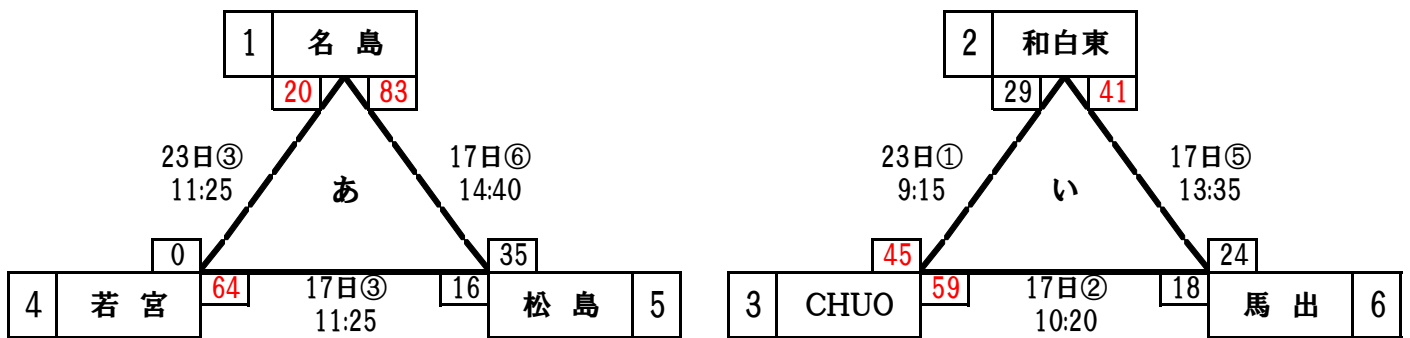 1 名 島
20 83
23日③
11:25
あ
17日⑥
14:40
0
35
4 若 宮
64
17日③
11:25
16
松 島 5
2 和白東
29 41
23日①
9:15
い
17日⑤
13:35
45
24
3 CHUO
59
17日②
10:20
18
馬 出 6